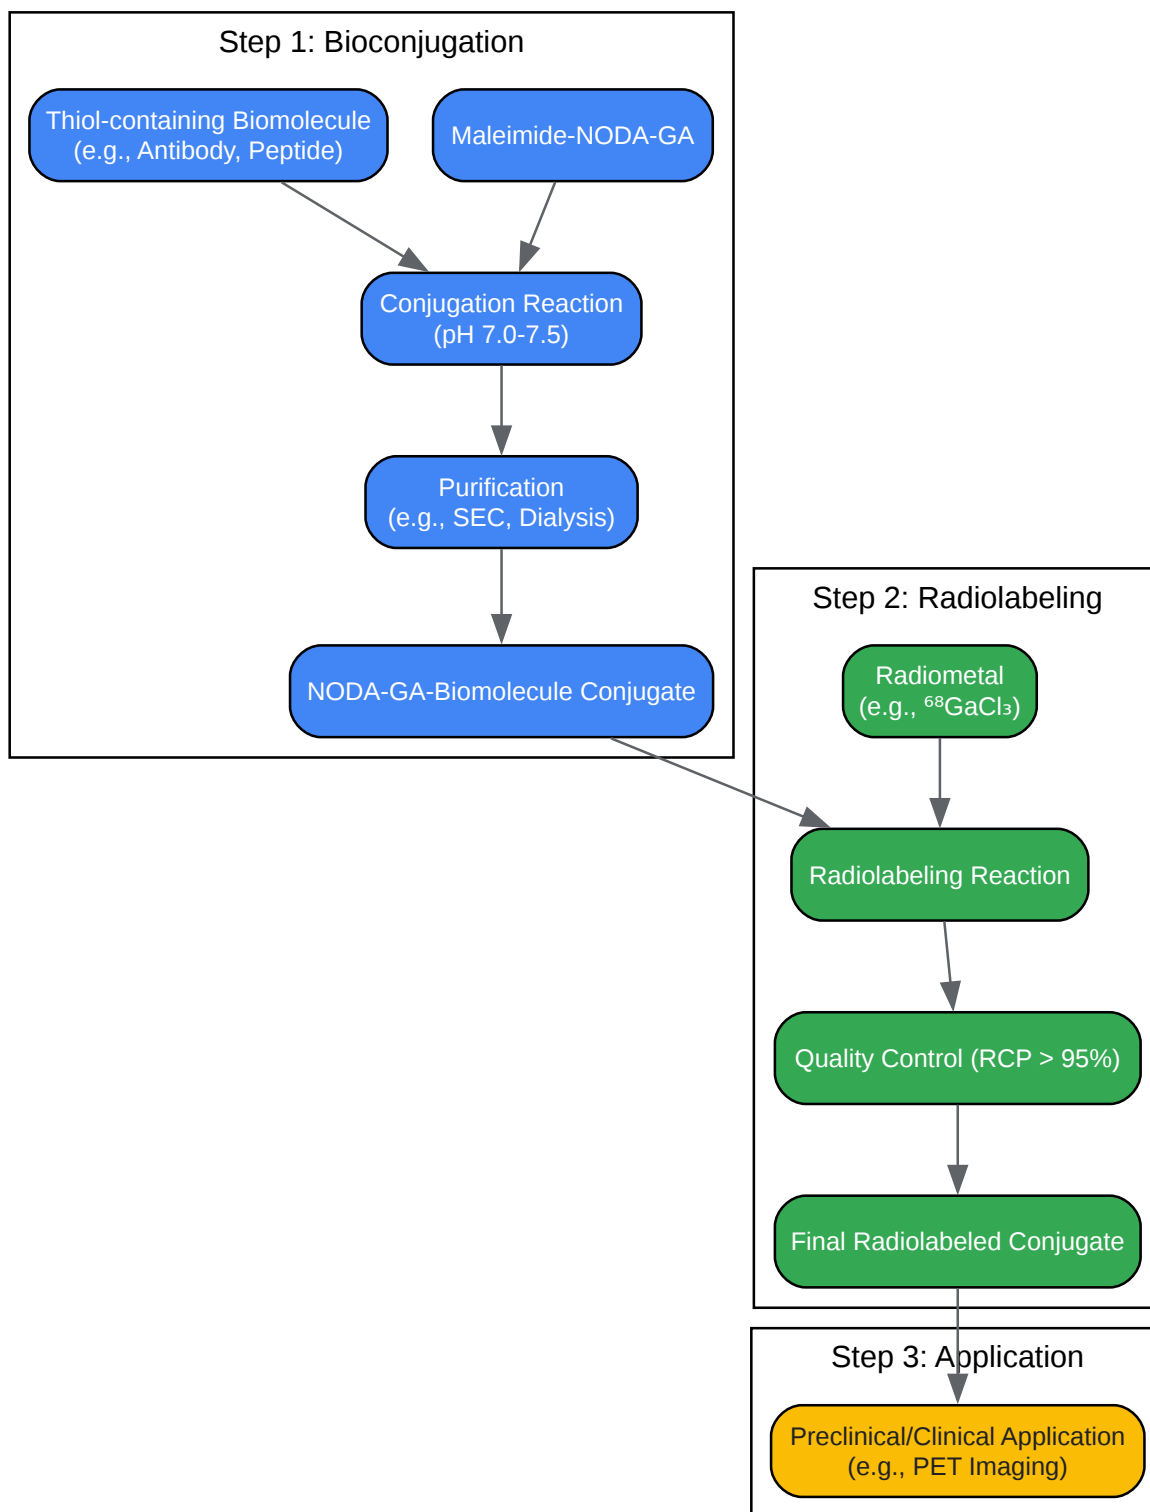 Step 1: Bioconjugation
Thiol-containing Biomolecule
(e.g., Antibody, Peptide)
Maleimide-NODA-GA
Conjugation Reaction
(pH 7.0-7.5)
Purification
(e.g., SEC, Dialysis)
NODA-GA-Biomolecule Conjugate
Step 2: Radiolabeling
Radiometal
(e.g., ⁶⁸GaCl₃)
Radiolabeling Reaction
Quality Control (RCP > 95%)
Final Radiolabeled Conjugate
Step 3: Application
Preclinical/Clinical Application
(e.g., PET Imaging)